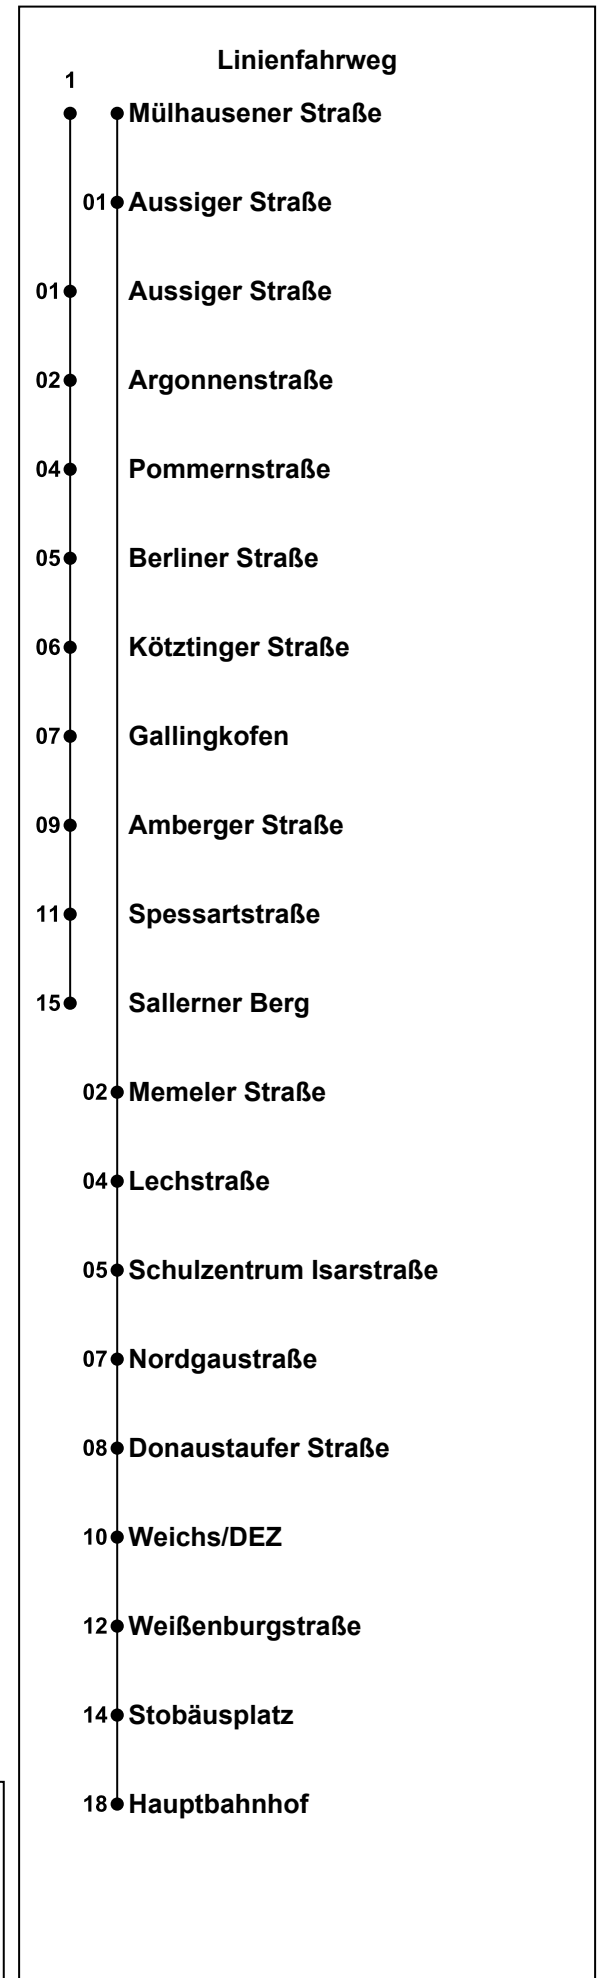 Linienfahrweg
1
Mülhausener Straße
01 Aussiger Straße
01 Aussiger Straße
02 Argonnenstraße
04 Pommernstraße
05 Berliner Straße
06 Kötztinger Straße
07 Gallingkofen
09 Amberger Straße
11 Spessartstraße
15 Sallerner Berg
02 Memeler Straße
04 Lechstraße
05 Schulzentrum Isarstraße
07 Nordgaustraße
08 Donaustaufer Straße
10 Weichs/DEZ
12 Weißenburgstraße
14 Stobäusplatz
18 Hauptbahnhof